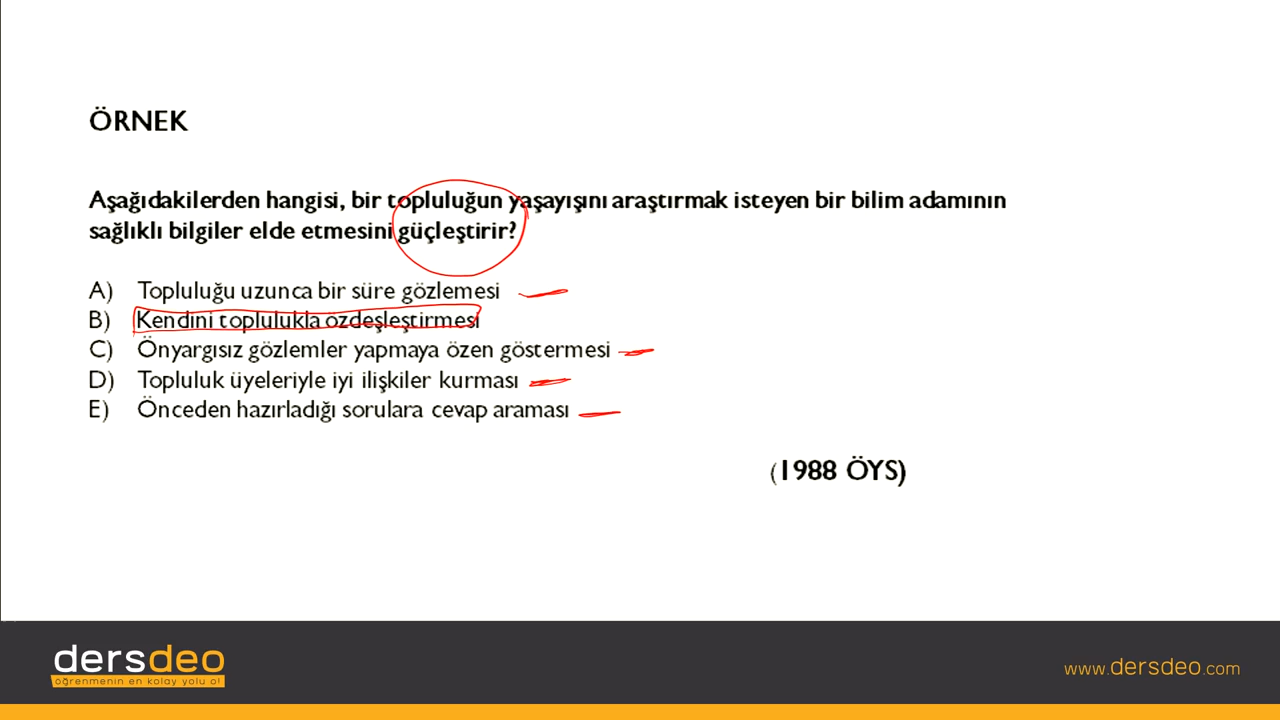 ÖRNEK
Aşağıdakilerden hangisi, bir topluluğun yaşayışını araştırmak isteyen bir bilim adamının
sağlıklı bilgiler elde etmesini güçleştirir?
A) Topluluğu uzunca bir süre gözlemesi
B) Kendini toplulukla özdeşleştirmesi
C) Önyargısız gözlemler yapmaya özen göstermesi
D) Topluluk üyeleriyle iyi ilişkiler kurması
E) Önceden hazırladığı sorulara cevap araması
(1988 ÖYS)
dersdeo
öğrenmenin en kolay yolu o!
www.dersdeo.com